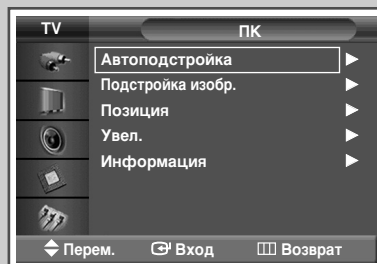 TV ПК
Автоподстройка
Подстройка изобр.
Позиция
Увел.
Информация
Перем. Вход Возврат